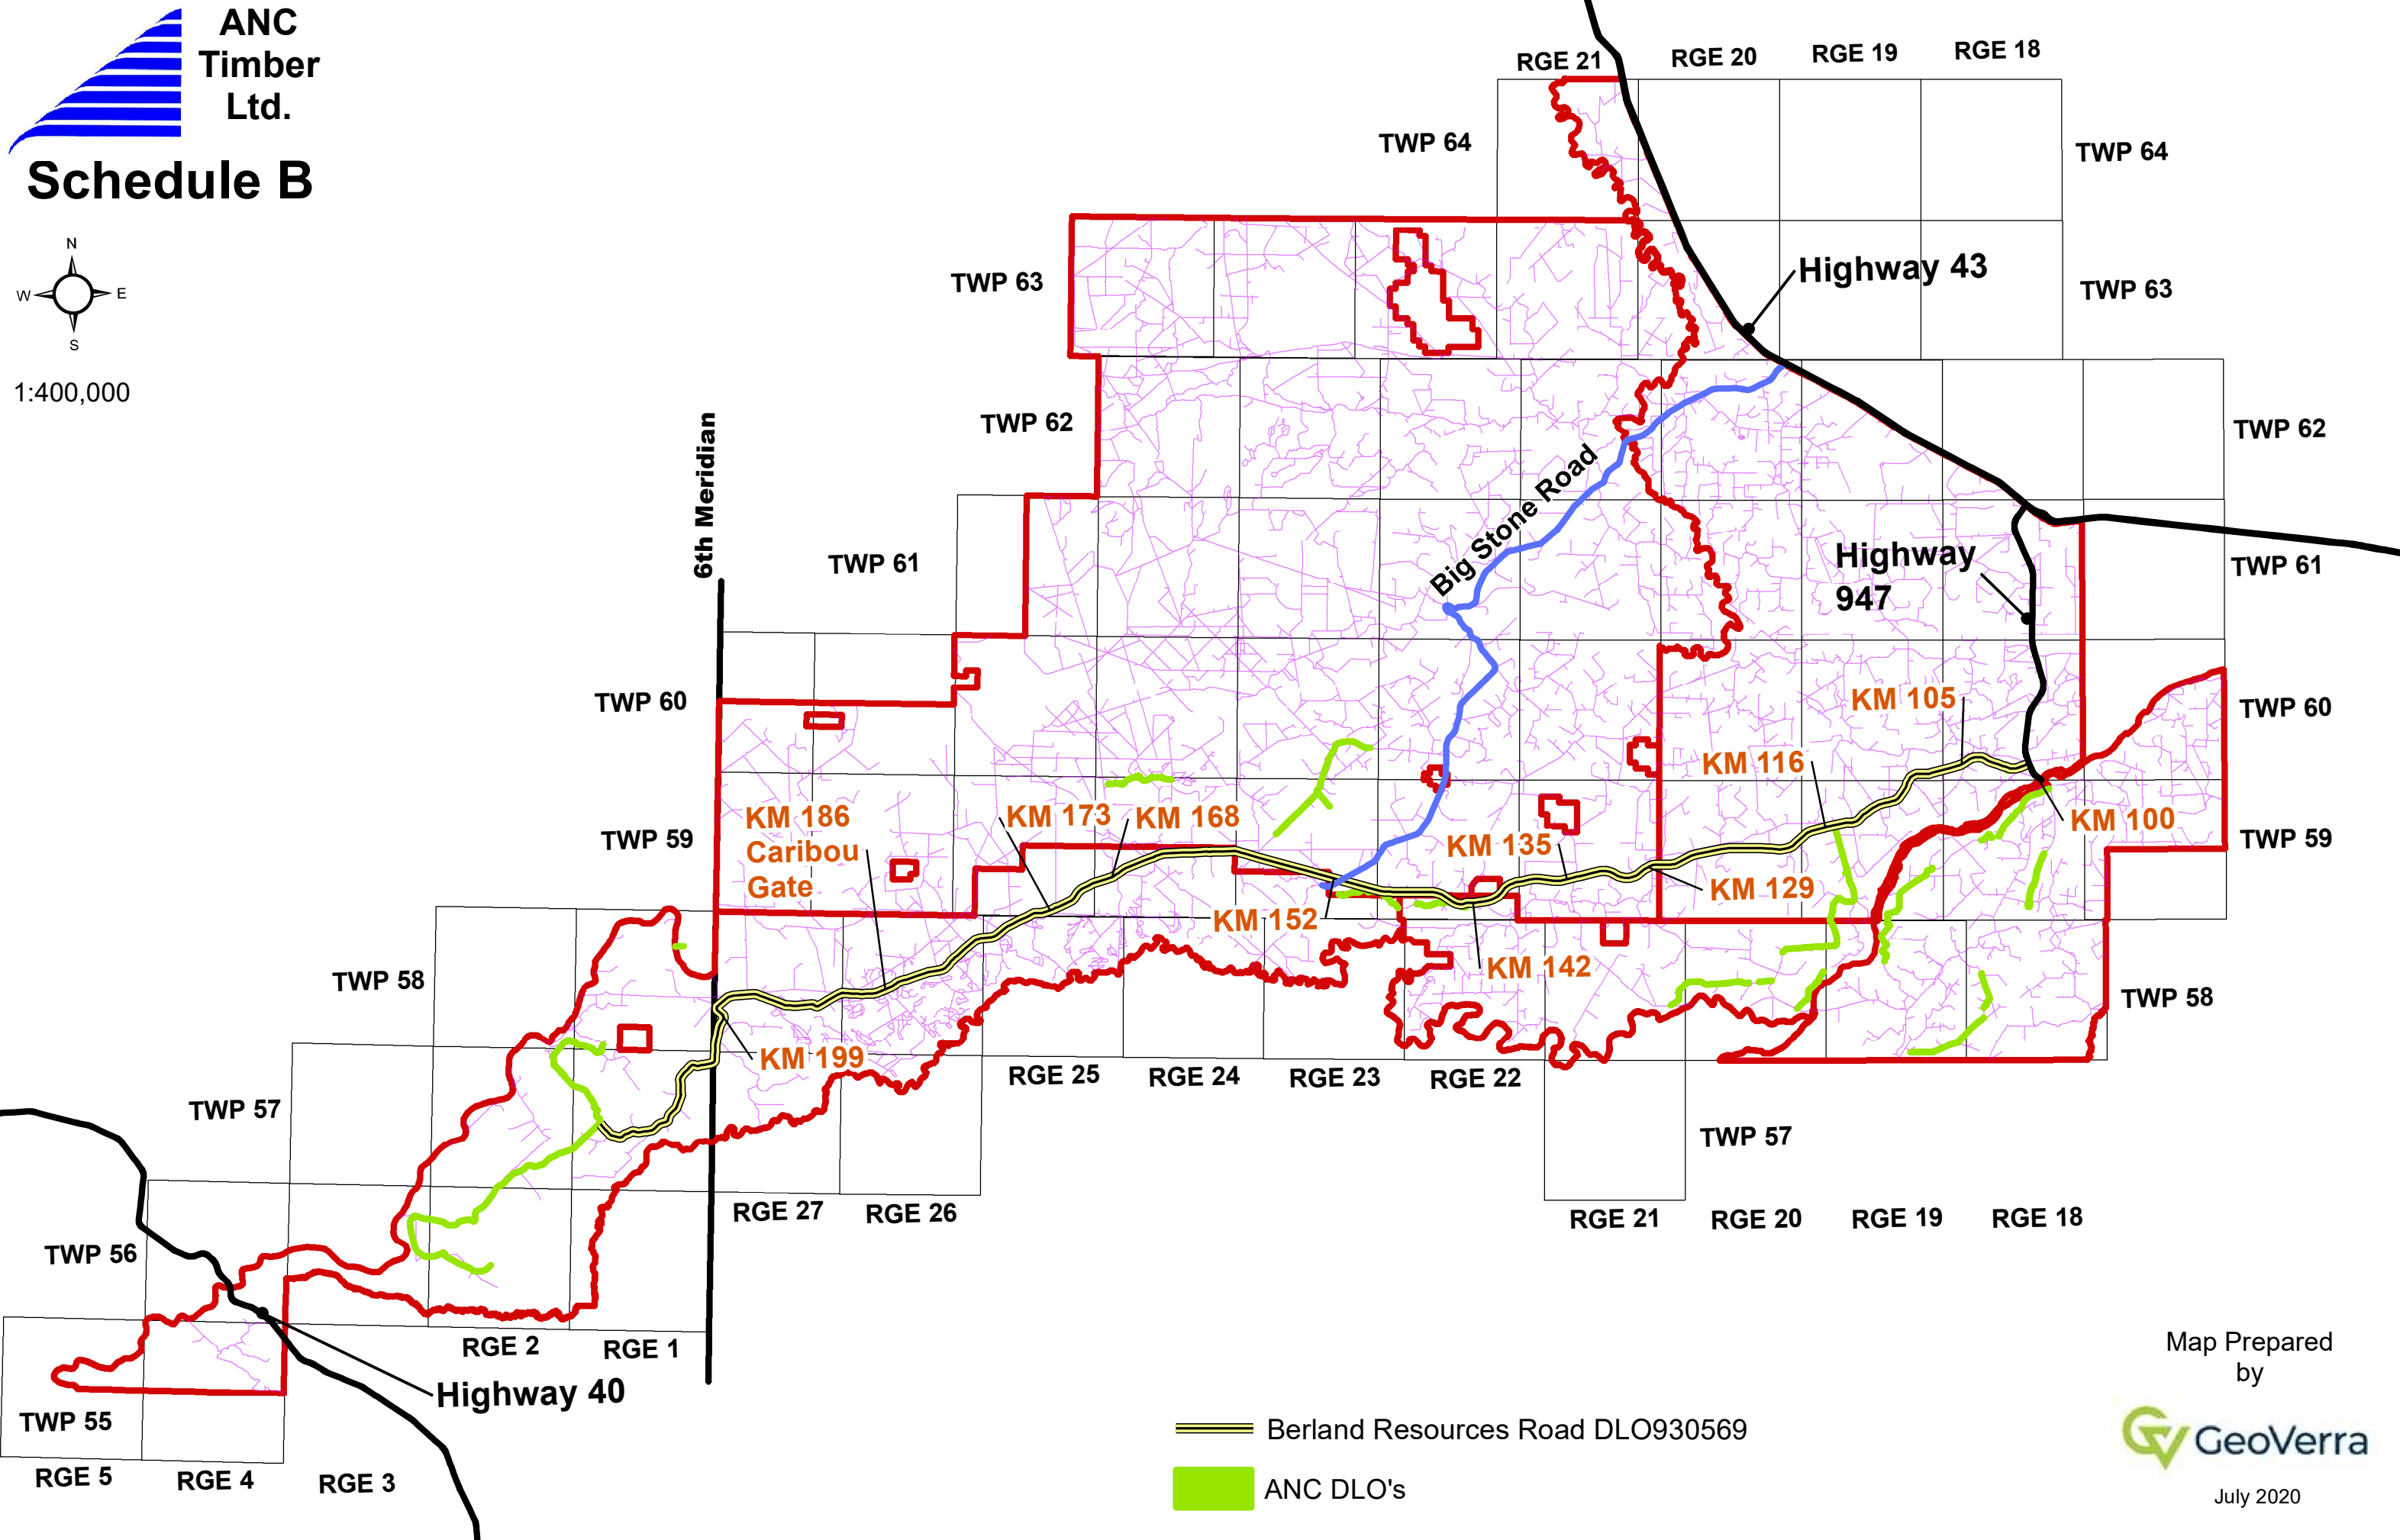 ANC
Timber
Ltd.
Schedule B
N
W
E
S
1:400,000
RGE 21
RGE 20
RGE 19
RGE 18
TWP 64
TWP 64
Highway 43
TWP 63
TWP 63
TWP 62
TWP 62
6th Meridian
Big Stone Road
TWP 61
Highway
947
TWP 61
TWP 60
KM 105
TWP 60
KM 116
KM 186
Caribou
Gate
KM 173
KM 168
KM 100
TWP 59
KM 135
TWP 59
KM 129
KM 152
KM 142
TWP 58
TWP 58
KM 199
RGE 25
RGE 24
RGE 23
RGE 22
TWP 57
TWP 57
RGE 27
RGE 26
RGE 21
RGE 20
RGE 19
RGE 18
TWP 56
RGE 2
RGE 1
Highway 40
TWP 55
RGE 5
RGE 4
RGE 3
Berland Resources Road DLO930569
ANC DLO's
Map Prepared
by
GeoVerra
July 2020